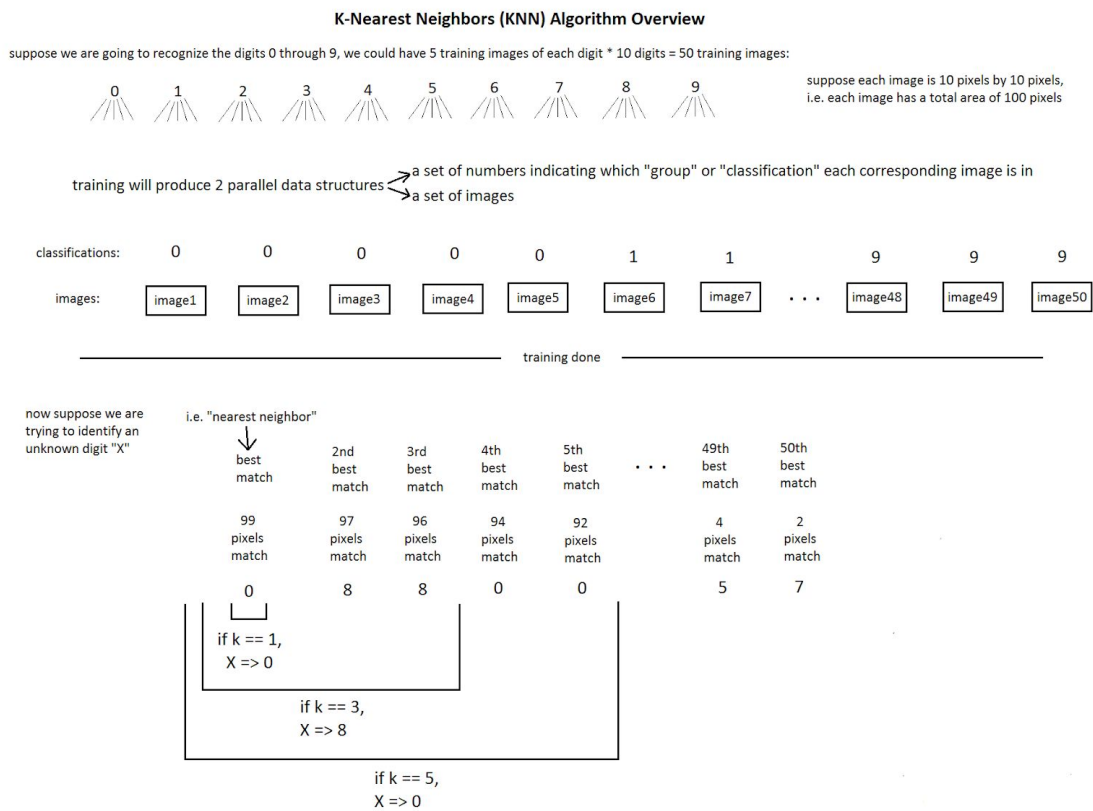 K-Nearest Neighbors (KNN) Algorithm Overview
suppose we are going to recognize the digits 0 through 9, we could have 5 training images of each digit * 10 digits = 50 training images:
suppose each image is 10 pixels by 10 pixels,
i.e. each image has a total area of 100 pixels
0 1 2 3 4 5 6 7 8 9
training will produce 2 parallel data structures
a set of numbers indicating which "group" or "classification" each corresponding image is in
a set of images
classifications: 0 0 0 0 0 1 1 9 9 9
images: image1 image2 image3 image4 image5 image6 image7 . . . image48 image49 image50
training done
now suppose we are
trying to identify an
unknown digit "X"
i.e. "nearest neighbor"
best
match
2nd
best
match
3rd
best
match
4th
best
match
5th
best
match
. . .
49th
best
match
50th
best
match
99
pixels
match
97
pixels
match
96
pixels
match
94
pixels
match
92
pixels
match
4
pixels
match
2
pixels
match
0 8 8 0 0 5 7
if k == 1,
X => 0
if k == 3,
X => 8
if k == 5,
X => 0